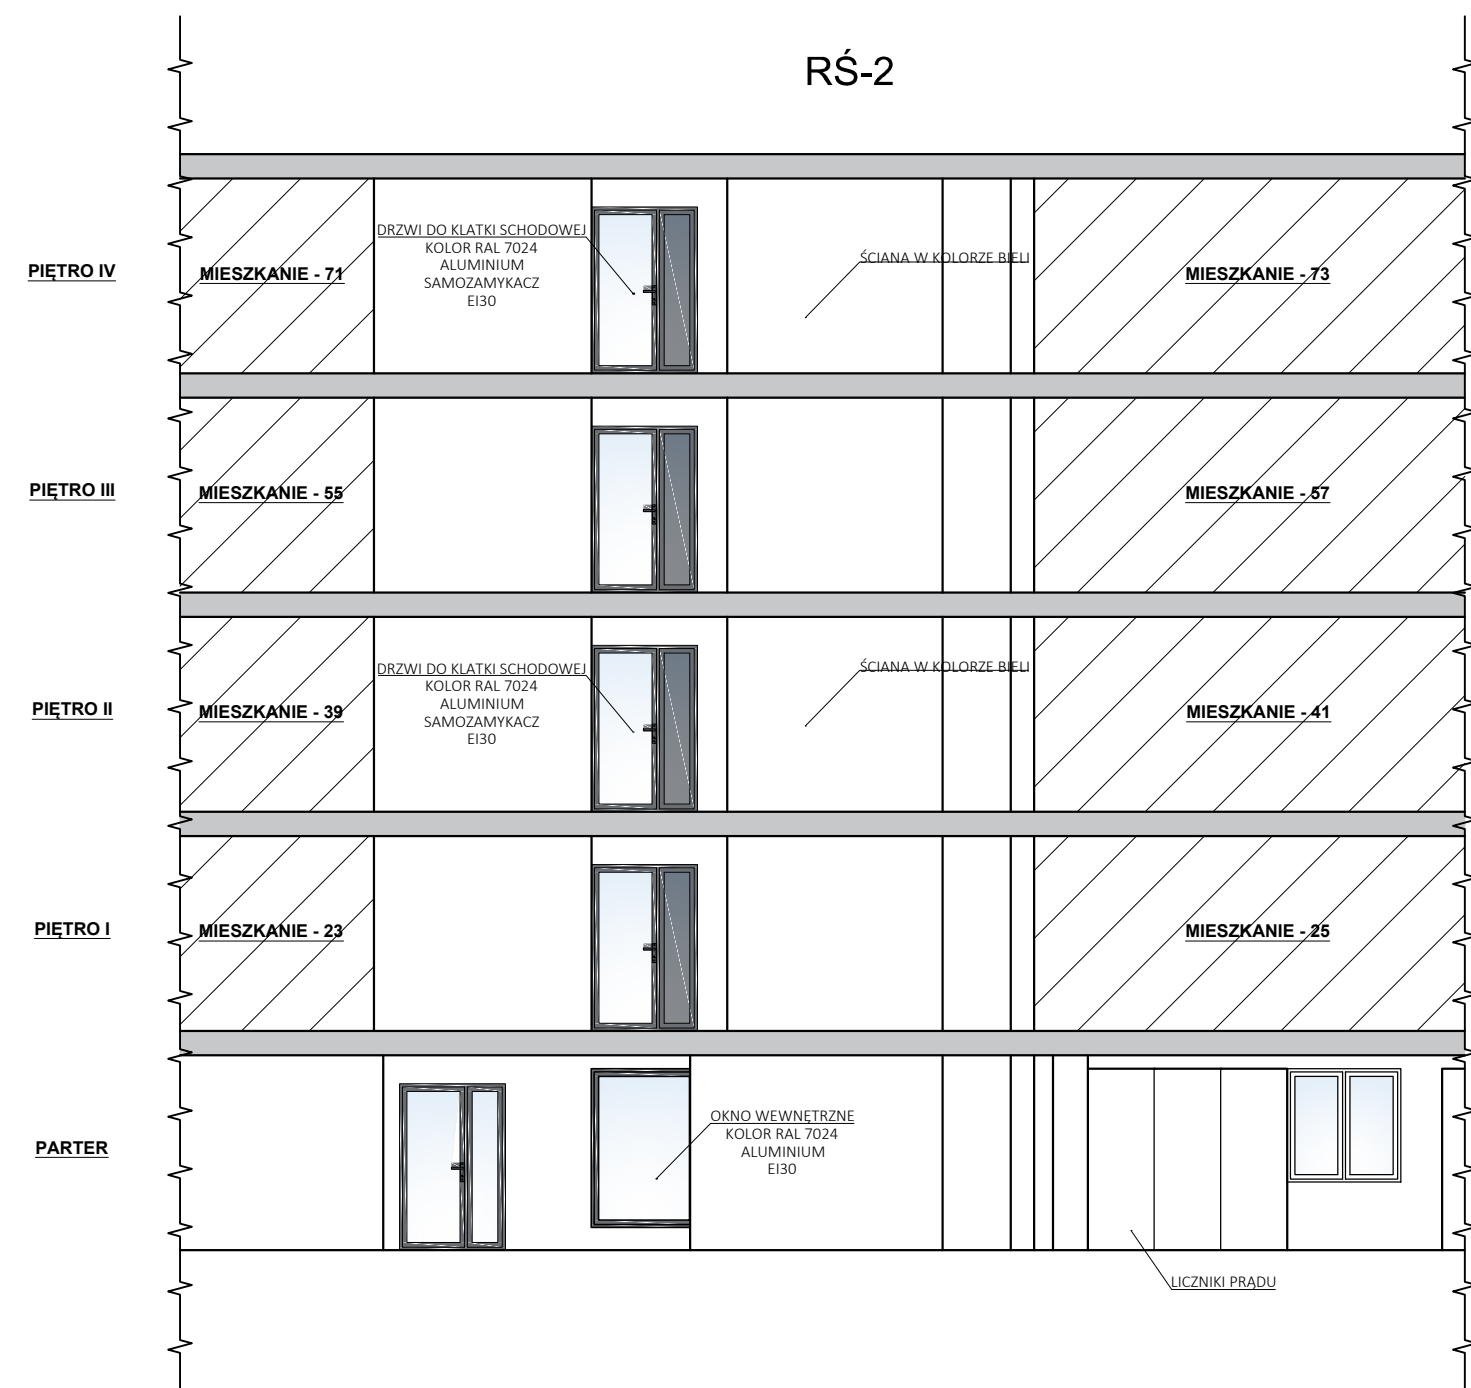 RŚ-2
PIĘTRO IV
MIESZKANIE - 71
DRZWI DO KLATKI SCHODOWEJ
KOLOR RAL 7024
ALUMINIUM
SAMOZAMYKACZ
EI30
ŚCIANA W KOLORZE BIELI
MIESZKANIE - 73
PIĘTRO III
MIESZKANIE - 55
MIESZKANIE - 57
PIĘTRO II
MIESZKANIE - 39
DRZWI DO KLATKI SCHODOWEJ
KOLOR RAL 7024
ALUMINIUM
SAMOZAMYKACZ
EI30
ŚCIANA W KOLORZE BIELI
MIESZKANIE - 41
PIĘTRO I
MIESZKANIE - 23
MIESZKANIE - 25
PARTER
OKNO WEWNĘTRZNE
KOLOR RAL 7024
ALUMINIUM
EI30
LICZNIKI PRĄDU